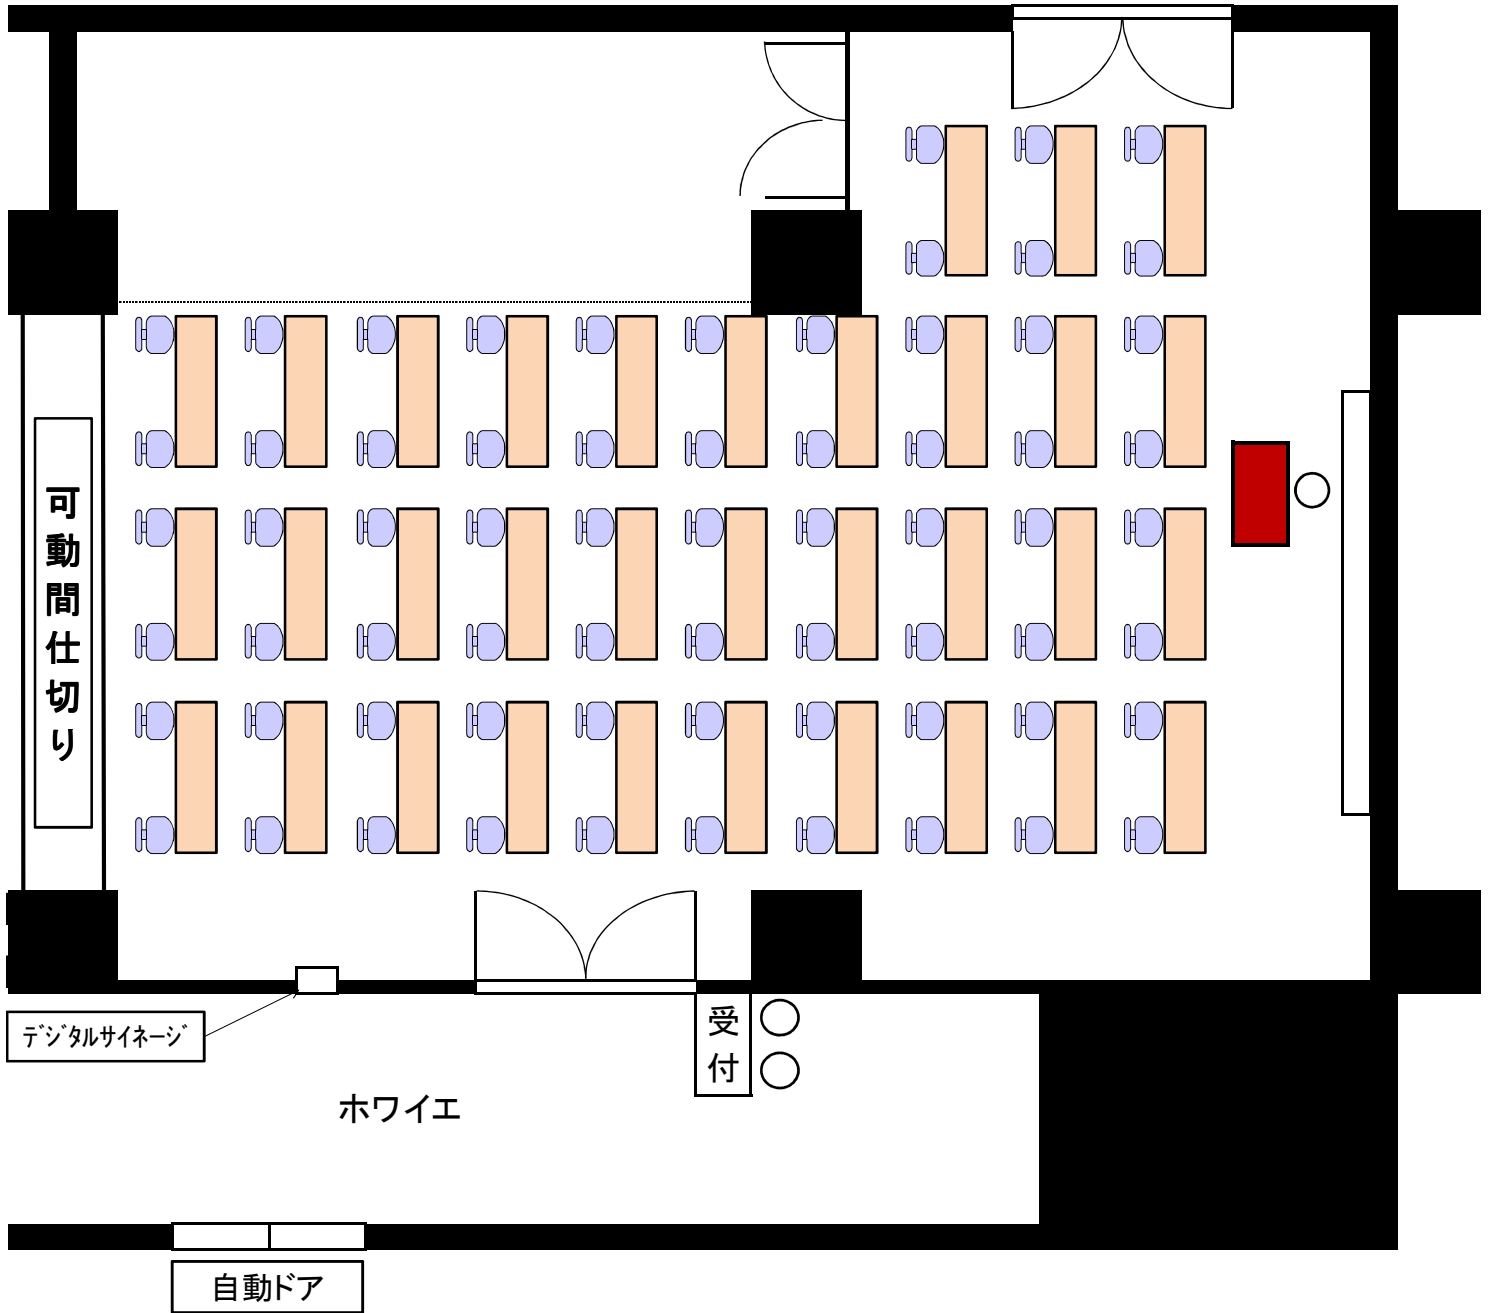 可動間仕切り
ﾃﾞｼﾞﾀﾙｻｲﾈｰｼﾞ
受付
ホワイエ
自動ドア